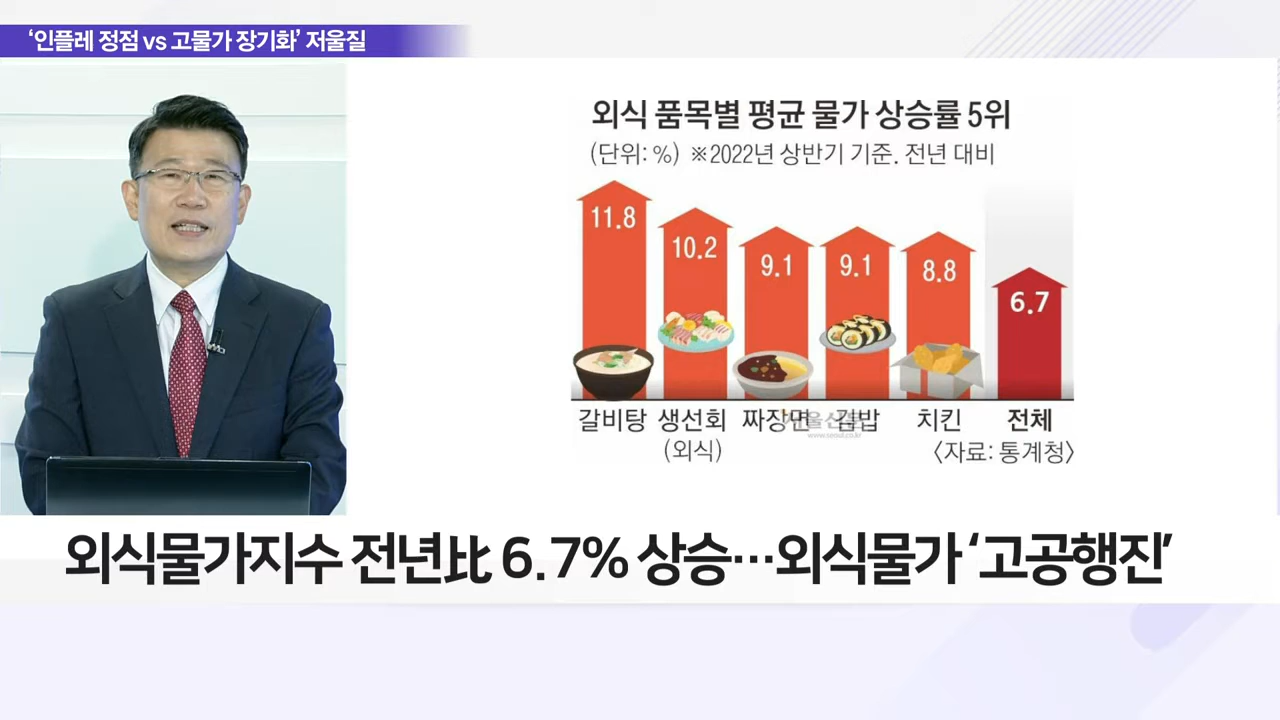 ‘인플레 정점 vs 고물가 장기화’ 저울질
외식 품목별 평균 물가 상승률 5위
(단위: %) ※2022년 상반기 기준. 전년 대비
11.8
10.2
9.1
9.1
8.8
6.7
갈비탕 생선회 짜장면 김밥 치킨 전체
(외식)
www.seoul.co.kr
〈자료: 통계청〉
외식물가지수 전년比 6.7% 상승…외식물가 ‘고공행진’